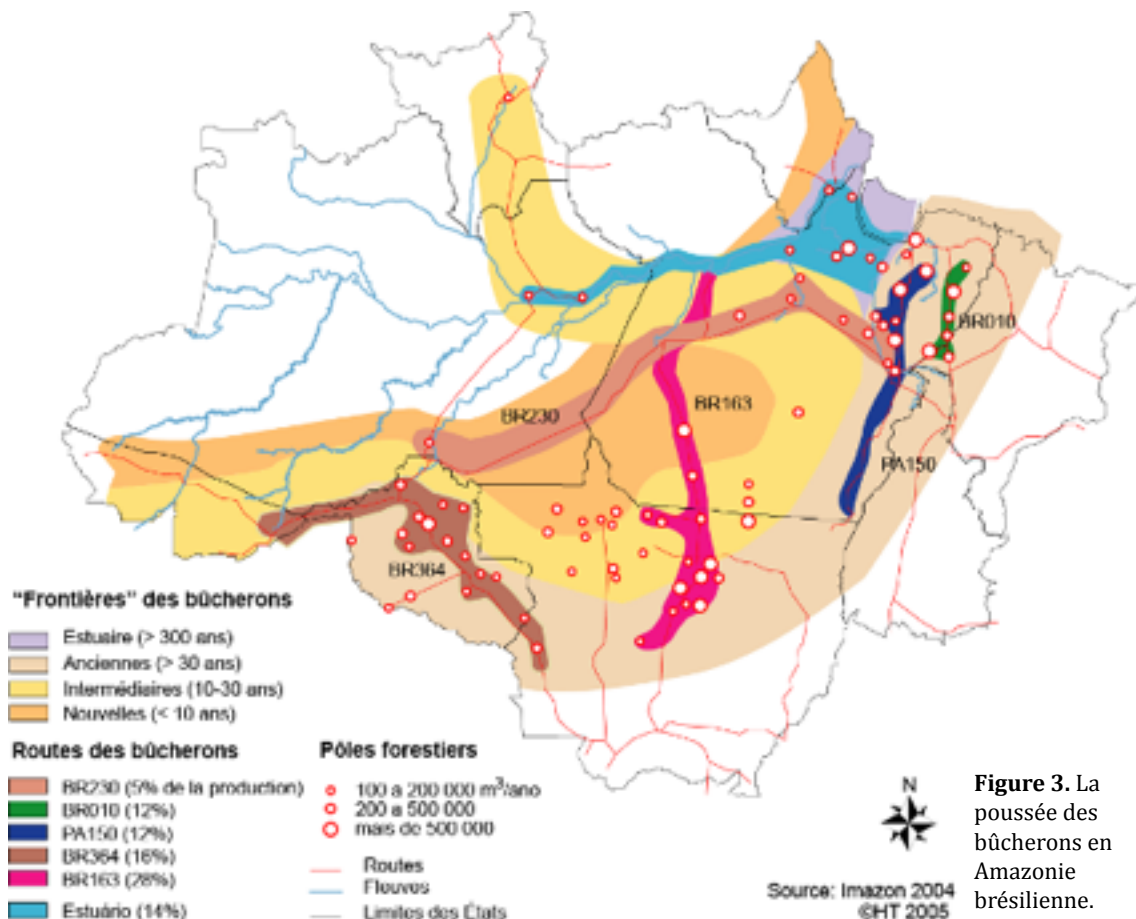 BR010
BR230
BR163
PA150
BR364
"Frontières" des bûcherons
Estuaire (> 300 ans)
Anciennes (> 30 ans)
Intermédiaires (10-30 ans)
Nouvelles (< 10 ans)
Routes des bûcherons
BR230 (5% de la production)
BR010 (12%)
PA150 (12%)
BR364 (16%)
BR163 (28%)
Estuário (14%)
Pôles forestiers
100 a 200 000 m³/ano
200 a 500 000
mais de 500 000
Routes
Fleuves
Limites des États
N
Source: Imazon 2004
©HT 2005
Figure 3. La
poussée des
bûcherons en
Amazonie
brésilienne.